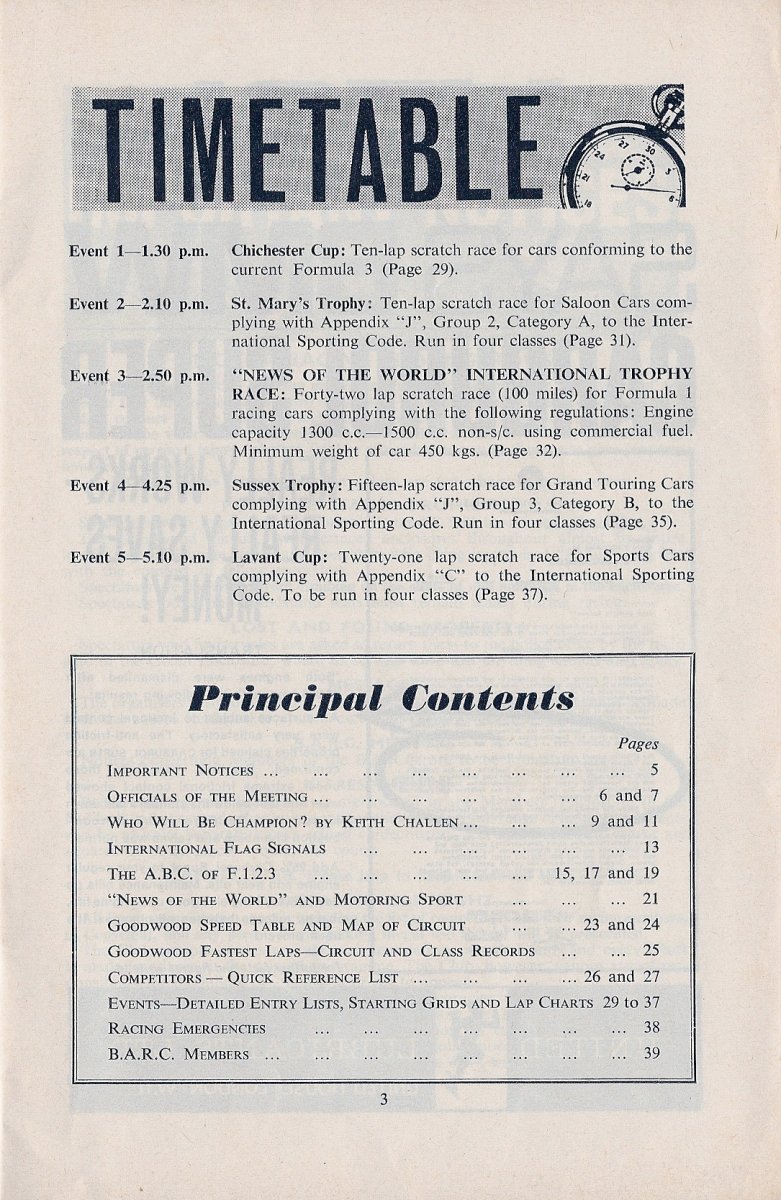 TIMETABLE
24 27 30 5 6 21 18
Event 1—1.30 p.m. Chichester Cup: Ten-lap scratch race for cars conforming to the
current Formula 3 (Page 29).
Event 2—2.10 p.m. St. Mary's Trophy: Ten-lap scratch race for Saloon Cars com-
plying with Appendix "J", Group 2, Category A, to the Inter-
national Sporting Code. Run in four classes (Page 31).
Event 3—2.50 p.m. "NEWS OF THE WORLD" INTERNATIONAL TROPHY
RACE: Forty-two lap scratch race (100 miles) for Formula 1
racing cars complying with the following regulations: Engine
capacity 1300 c.c.—1500 c.c. non-s/c. using commercial fuel.
Minimum weight of car 450 kgs. (Page 32).
Event 4—4.25 p.m. Sussex Trophy: Fifteen-lap scratch race for Grand Touring Cars
complying with Appendix "J", Group 3, Category B, to the
International Sporting Code. Run in four classes (Page 35).
Event 5—5.10 p.m. Lavant Cup: Twenty-one lap scratch race for Sports Cars
complying with Appendix "C" to the International Sporting
Code. To be run in four classes (Page 37).
Principal Contents
Pages
IMPORTANT NOTICES ... ... ... ... ... ... ... ... 5
OFFICIALS OF THE MEETING ... ... ... ... ... ... 6 and 7
WHO WILL BE CHAMPION? BY KEITH CHALLEN ... ... ... 9 and 11
INTERNATIONAL FLAG SIGNALS ... ... ... ... ... ... 13
THE A.B.C. OF F.1.2.3 ... ... ... ... ... 15, 17 and 19
"NEWS OF THE WORLD" AND MOTORING SPORT ... ... ... 21
GOODWOOD SPEED TABLE AND MAP OF CIRCUIT ... ... 23 and 24
GOODWOOD FASTEST LAPS—CIRCUIT AND CLASS RECORDS ... ... 25
COMPETITORS — QUICK REFERENCE LIST ... ... ... ... 26 and 27
EVENTS—DETAILED ENTRY LISTS, STARTING GRIDS AND LAP CHARTS 29 to 37
RACING EMERGENCIES ... ... ... ... ... ... ... 38
B.A.R.C. MEMBERS ... ... ... ... ... ... ... ... 39
3